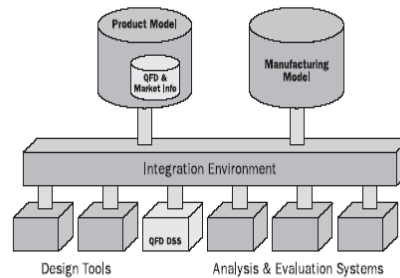 Product Model
QFD &
Market Info
Manufacturing
Model
Integration Environment
QFD DSS
Design Tools
Analysis & Evaluation Systems